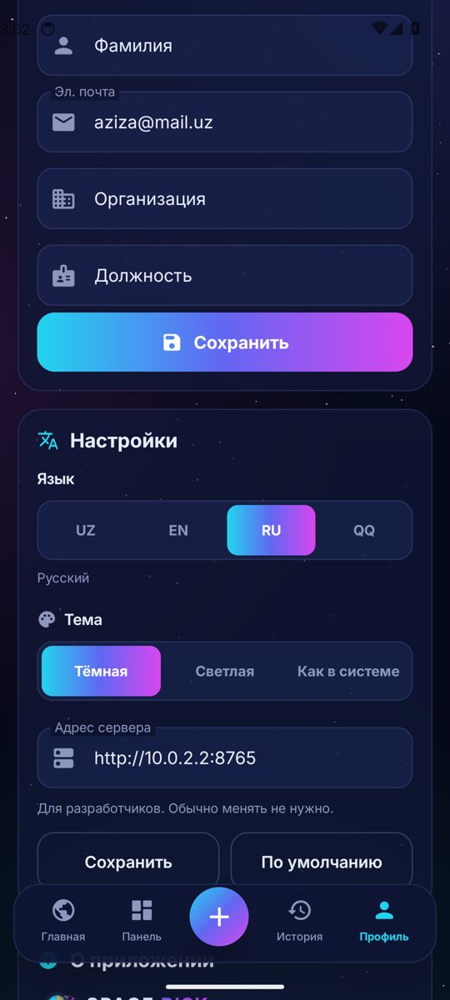 3:02
Фамилия
Эл. почта
aziza@mail.uz
Организация
Должность
Сохранить
Настройки
Язык
UZ EN RU QQ
Русский
Тема
Тёмная Светлая Как в системе
Адрес сервера
http://10.0.2.2:8765
Для разработчиков. Обычно менять не нужно.
Сохранить По умолчанию
Главная Панель История Профиль
О приложении
SPACE RISK